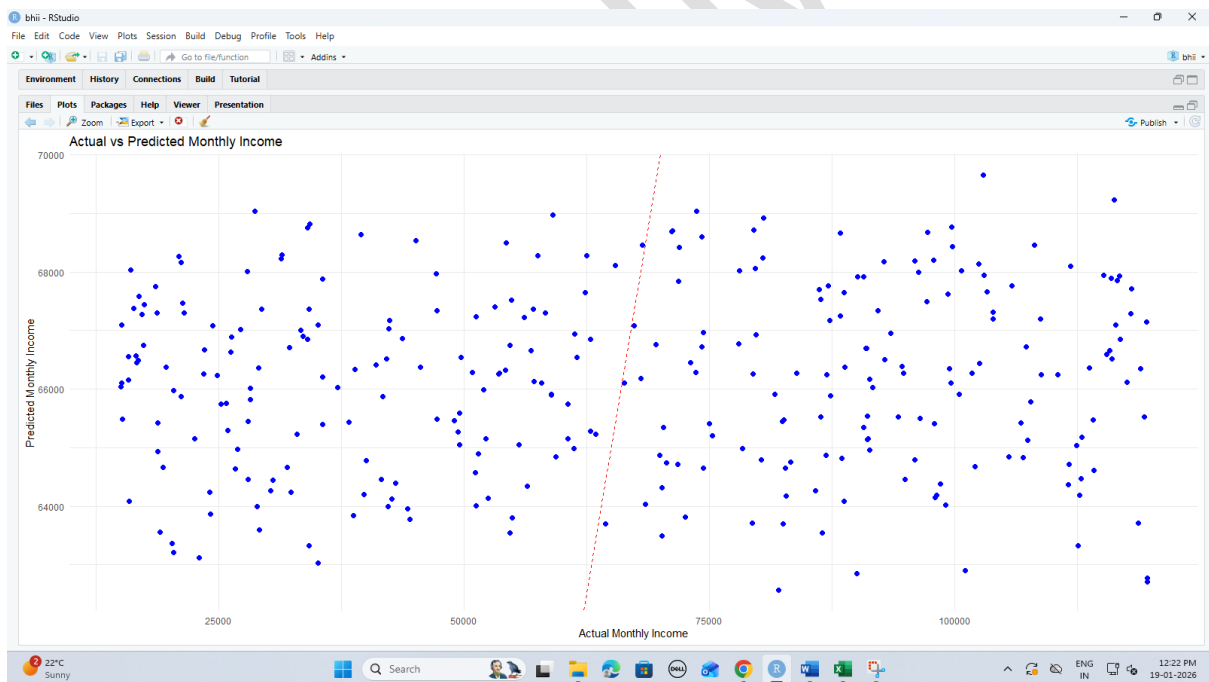 bhii - RStudio
File Edit Code View Plots Session Build Debug Profile Tools Help
Go to file/function Addins bhii
Environment History Connections Build Tutorial
Files Plots Packages Help Viewer Presentation
Zoom Export Publish
Actual vs Predicted Monthly Income
70000
68000
66000
64000
Predicted Monthly Income
25000 50000 75000 100000
Actual Monthly Income
2 22°C
Sunny
Search
DELL
R
ENG
IN
12:22 PM
19-01-2026